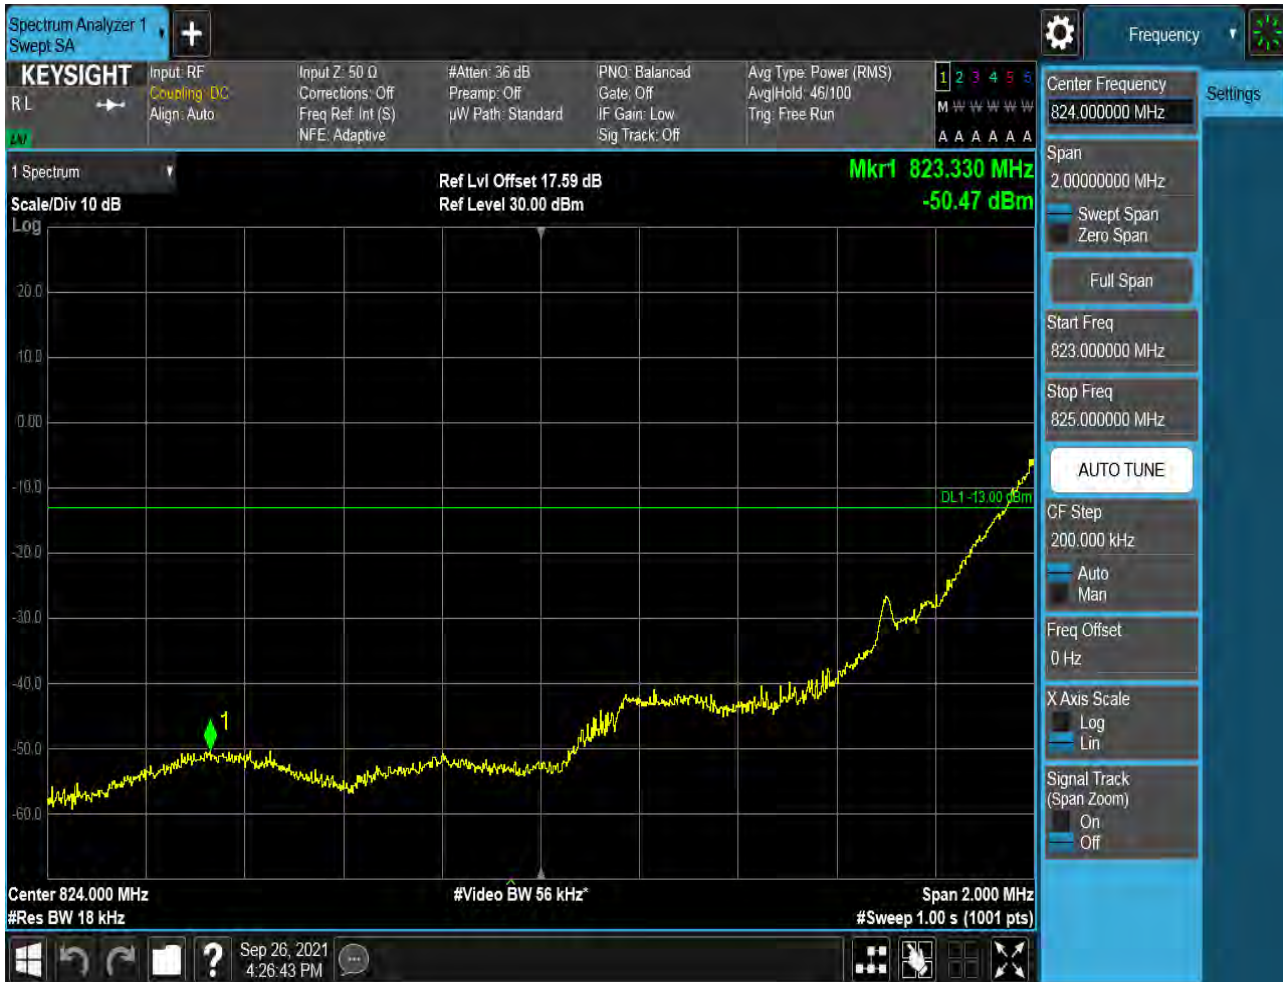 Spectrum Analyzer 1
Swept SA
Frequency
KEYSIGHT
R L
LXI
Input: RF
Coupling: DC
Align: Auto
Input Z: 50 Ω
Corrections: Off
Freq Ref: Int (S)
NFE: Adaptive
#Atten: 36 dB
Preamp: Off
µW Path: Standard
PNO: Balanced
Gate: Off
IF Gain: Low
Sig Track: Off
Avg Type: Power (RMS)
Avg|Hold: 46/100
Trig: Free Run
1 2 3 4 5 6
M W W W W W
A A A A A A
1 Spectrum
Scale/Div 10 dB
Log
Ref Lvl Offset 17.59 dB
Ref Level 30.00 dBm
Mkr1 823.330 MHz
-50.47 dBm
20.0
10.0
0.00
-10.0
-20.0
-30.0
-40.0
-50.0
-60.0
DL1 -13.00 dBm
1
Center 824.000 MHz
#Res BW 18 kHz
#Video BW 56 kHz*
Span 2.000 MHz
#Sweep 1.00 s (1001 pts)
Center Frequency
824.000000 MHz
Settings
Span
2.00000000 MHz
Swept Span
Zero Span
Full Span
Start Freq
823.000000 MHz
Stop Freq
825.000000 MHz
AUTO TUNE
CF Step
200.000 kHz
Auto
Man
Freq Offset
0 Hz
X Axis Scale
Log
Lin
Signal Track
(Span Zoom)
On
Off
?
Sep 26, 2021
4:26:43 PM